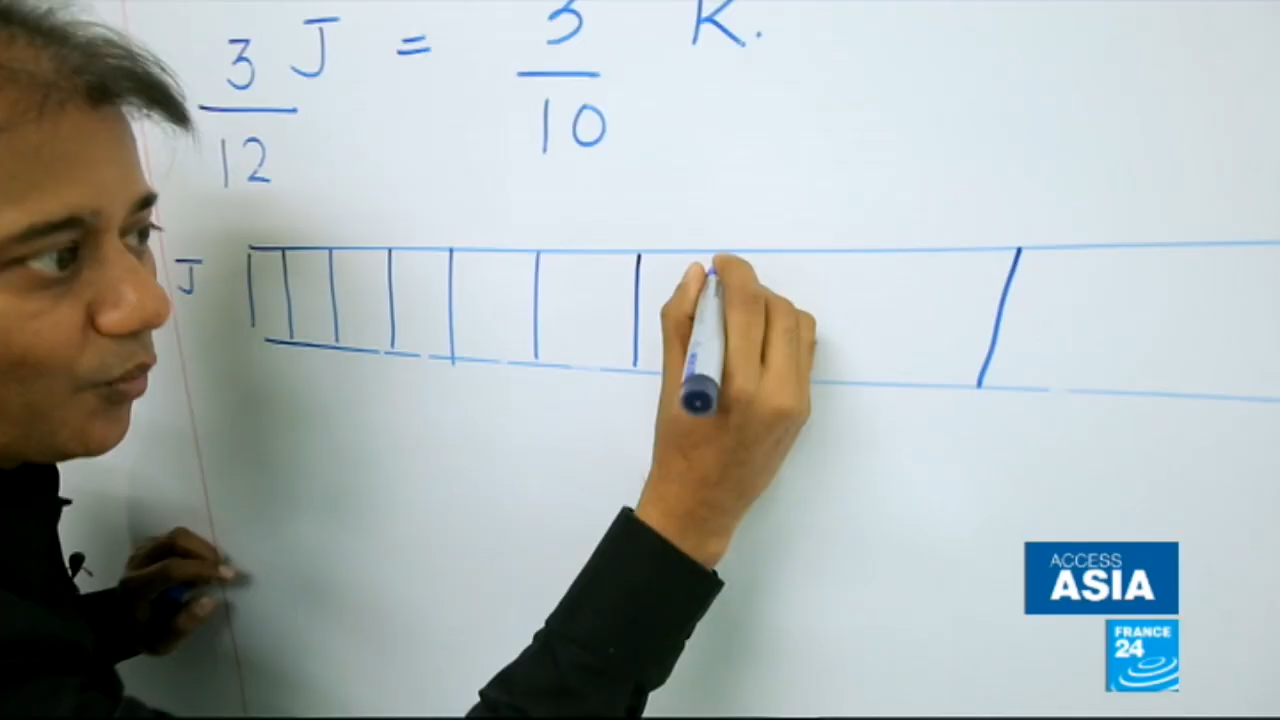 3/12 J = 3/10 K.
J
ACCESS
ASIA
FRANCE
24